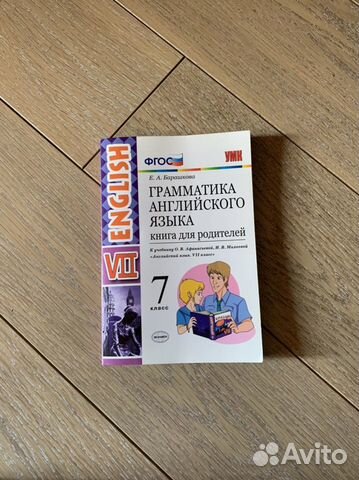 ФГОС
УМК
Е. А. Барашкова
ГРАММАТИКА
АНГЛИЙСКОГО
ЯЗЫКА
КНИГА ДЛЯ РОДИТЕЛЕЙ
К учебнику О. В. Афанасьевой, И. В. Михеевой
«Английский язык. VII класс»
7
КЛАСС
ЭКЗАМЕН
ENGLISH
VII
Avito